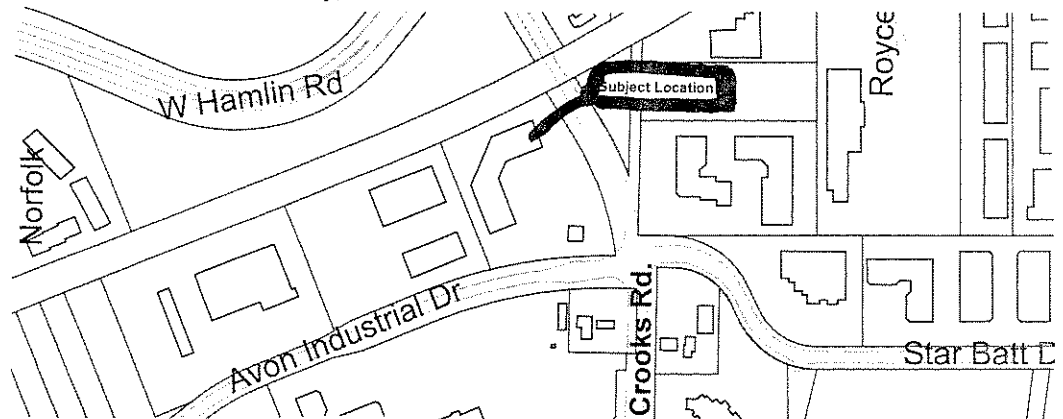 Royce
W Hamlin Rd
Subject Location
Norfolk
Avon Industrial Dr
Crooks Rd.
Star Batt D